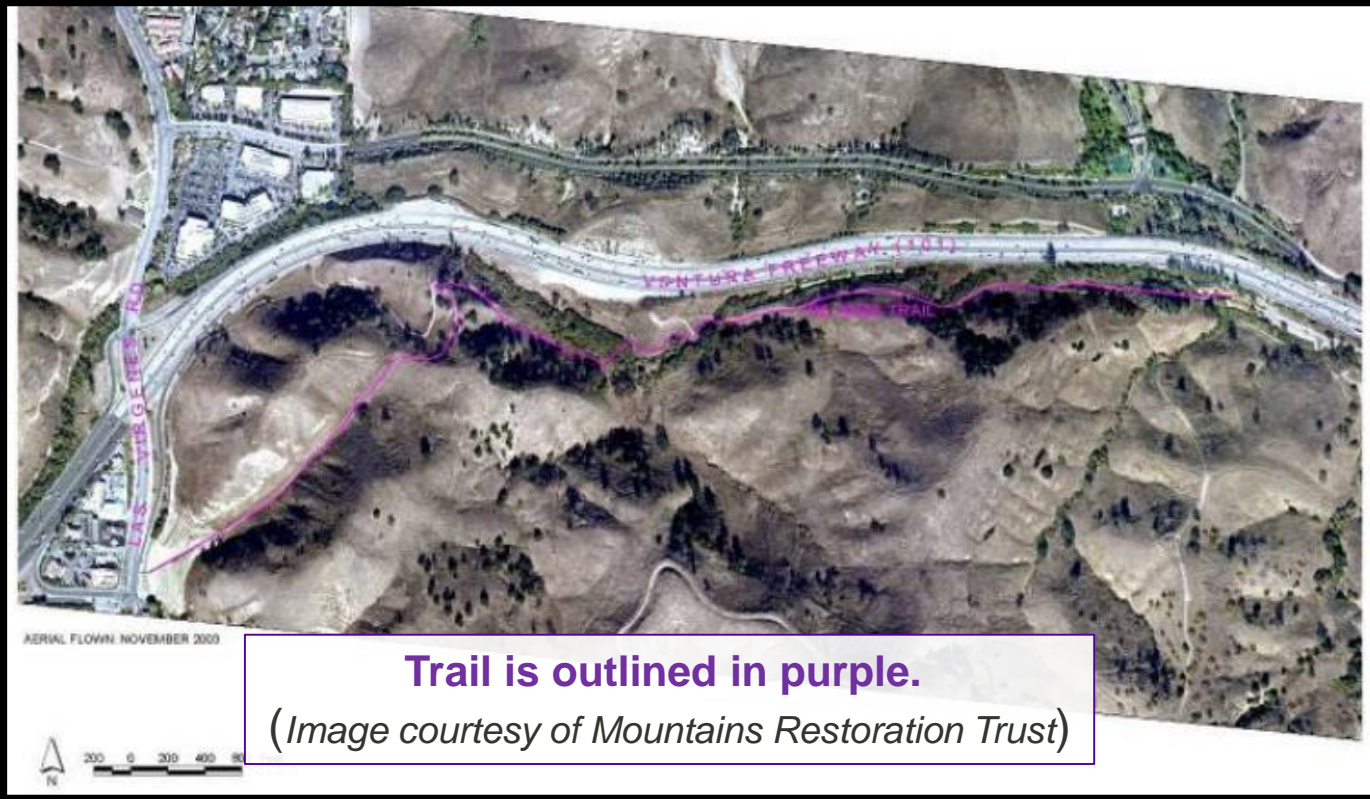 VENTURA FREEWAY (101)
TRAIL
LAS VIRGENES RD
AERIAL FLOWN: NOVEMBER 2003
Trail is outlined in purple.
(Image courtesy of Mountains Restoration Trust)
200 0 200 400
N